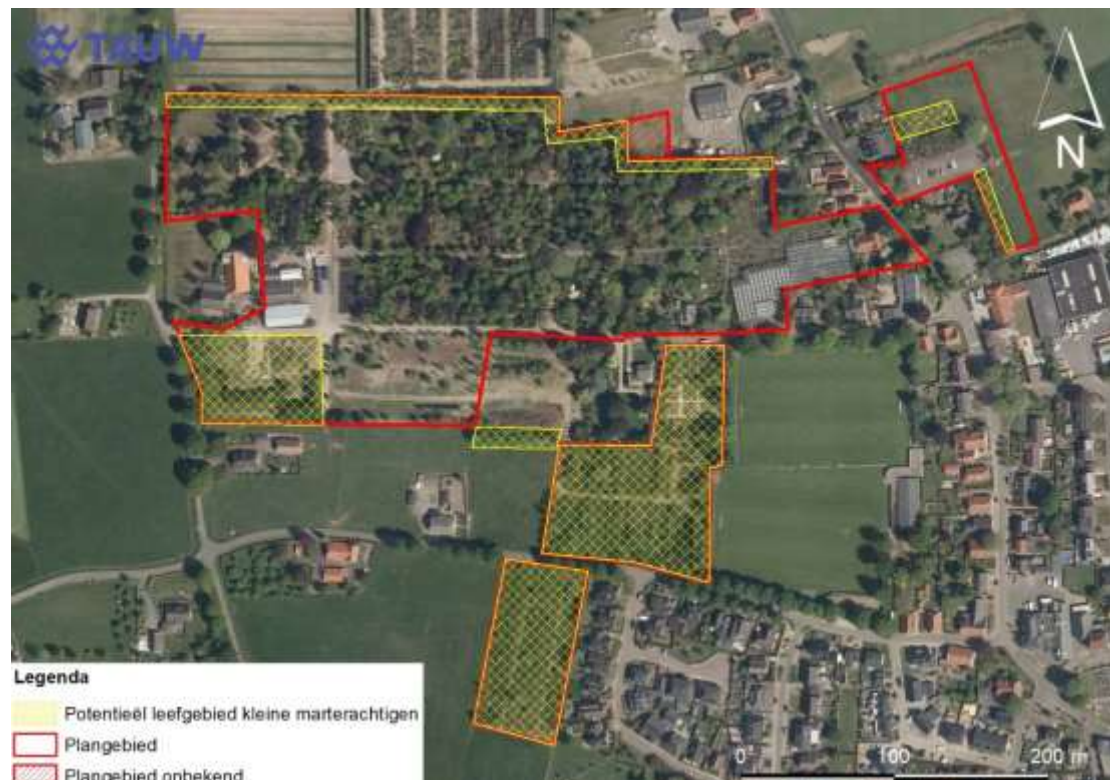 TAUW
N
Legenda
Potentieël leefgebied kleine marterachtigen
Plangebied
Plangebied onbekend
0 100 200 m